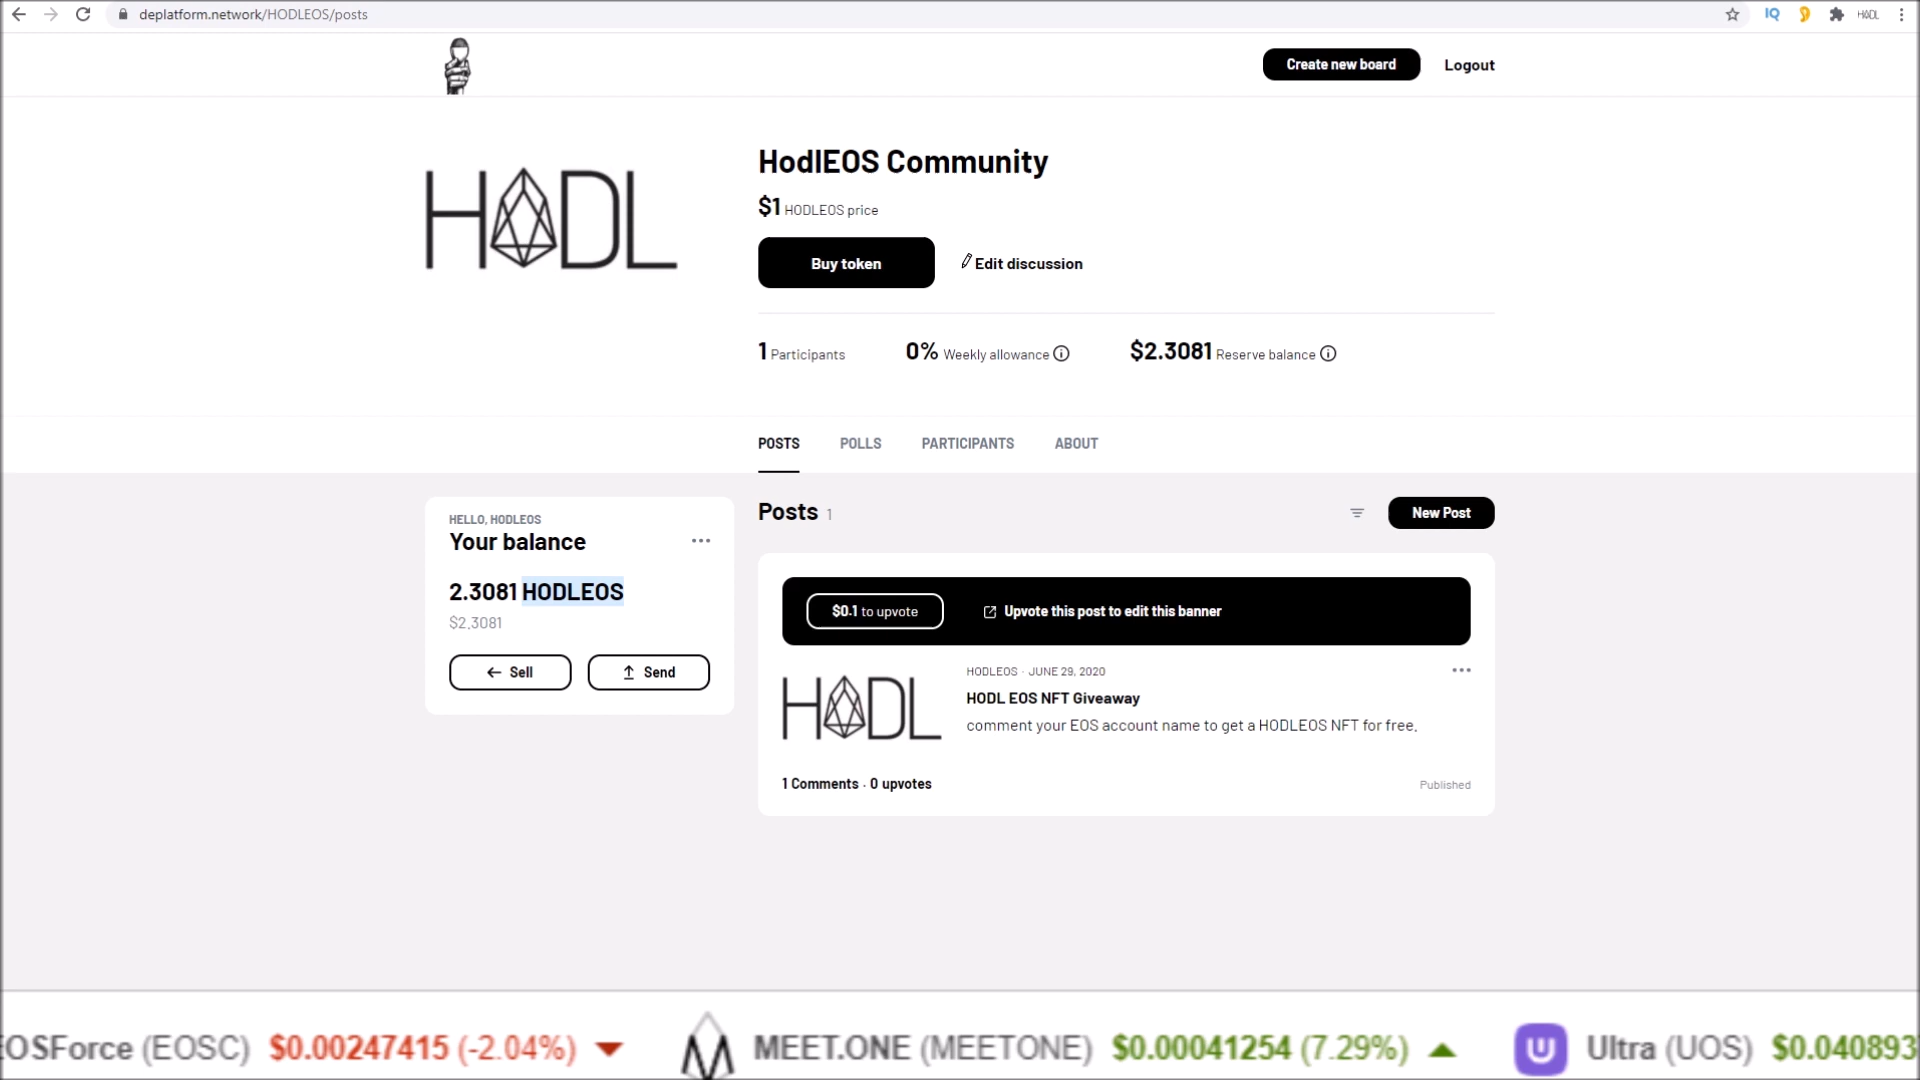 deplatform.network/HODLEOS/posts
IQ
HODL
Create new board
Logout
HODL
HodlEOS Community
$1 HODLEOS price
Buy token
Edit discussion
1 Participants
0% Weekly allowance
$2.3081 Reserve balance
POSTS
POLLS
PARTICIPANTS
ABOUT
HELLO, HODLEOS
Your balance
2.3081 HODLEOS
$2.3081
Sell
Send
Posts 1
New Post
$0.1 to upvote
Upvote this post to edit this banner
HODL
HODLEOS · JUNE 29, 2020
HODL EOS NFT Giveaway
comment your EOS account name to get a HODLEOS NFT for free.
1 Comments · 0 upvotes
Published
EOSForce (EOSC) $0.00247415 (-2.04%)
MEET.ONE (MEETONE) $0.00041254 (7.29%)
Ultra (UOS) $0.040893